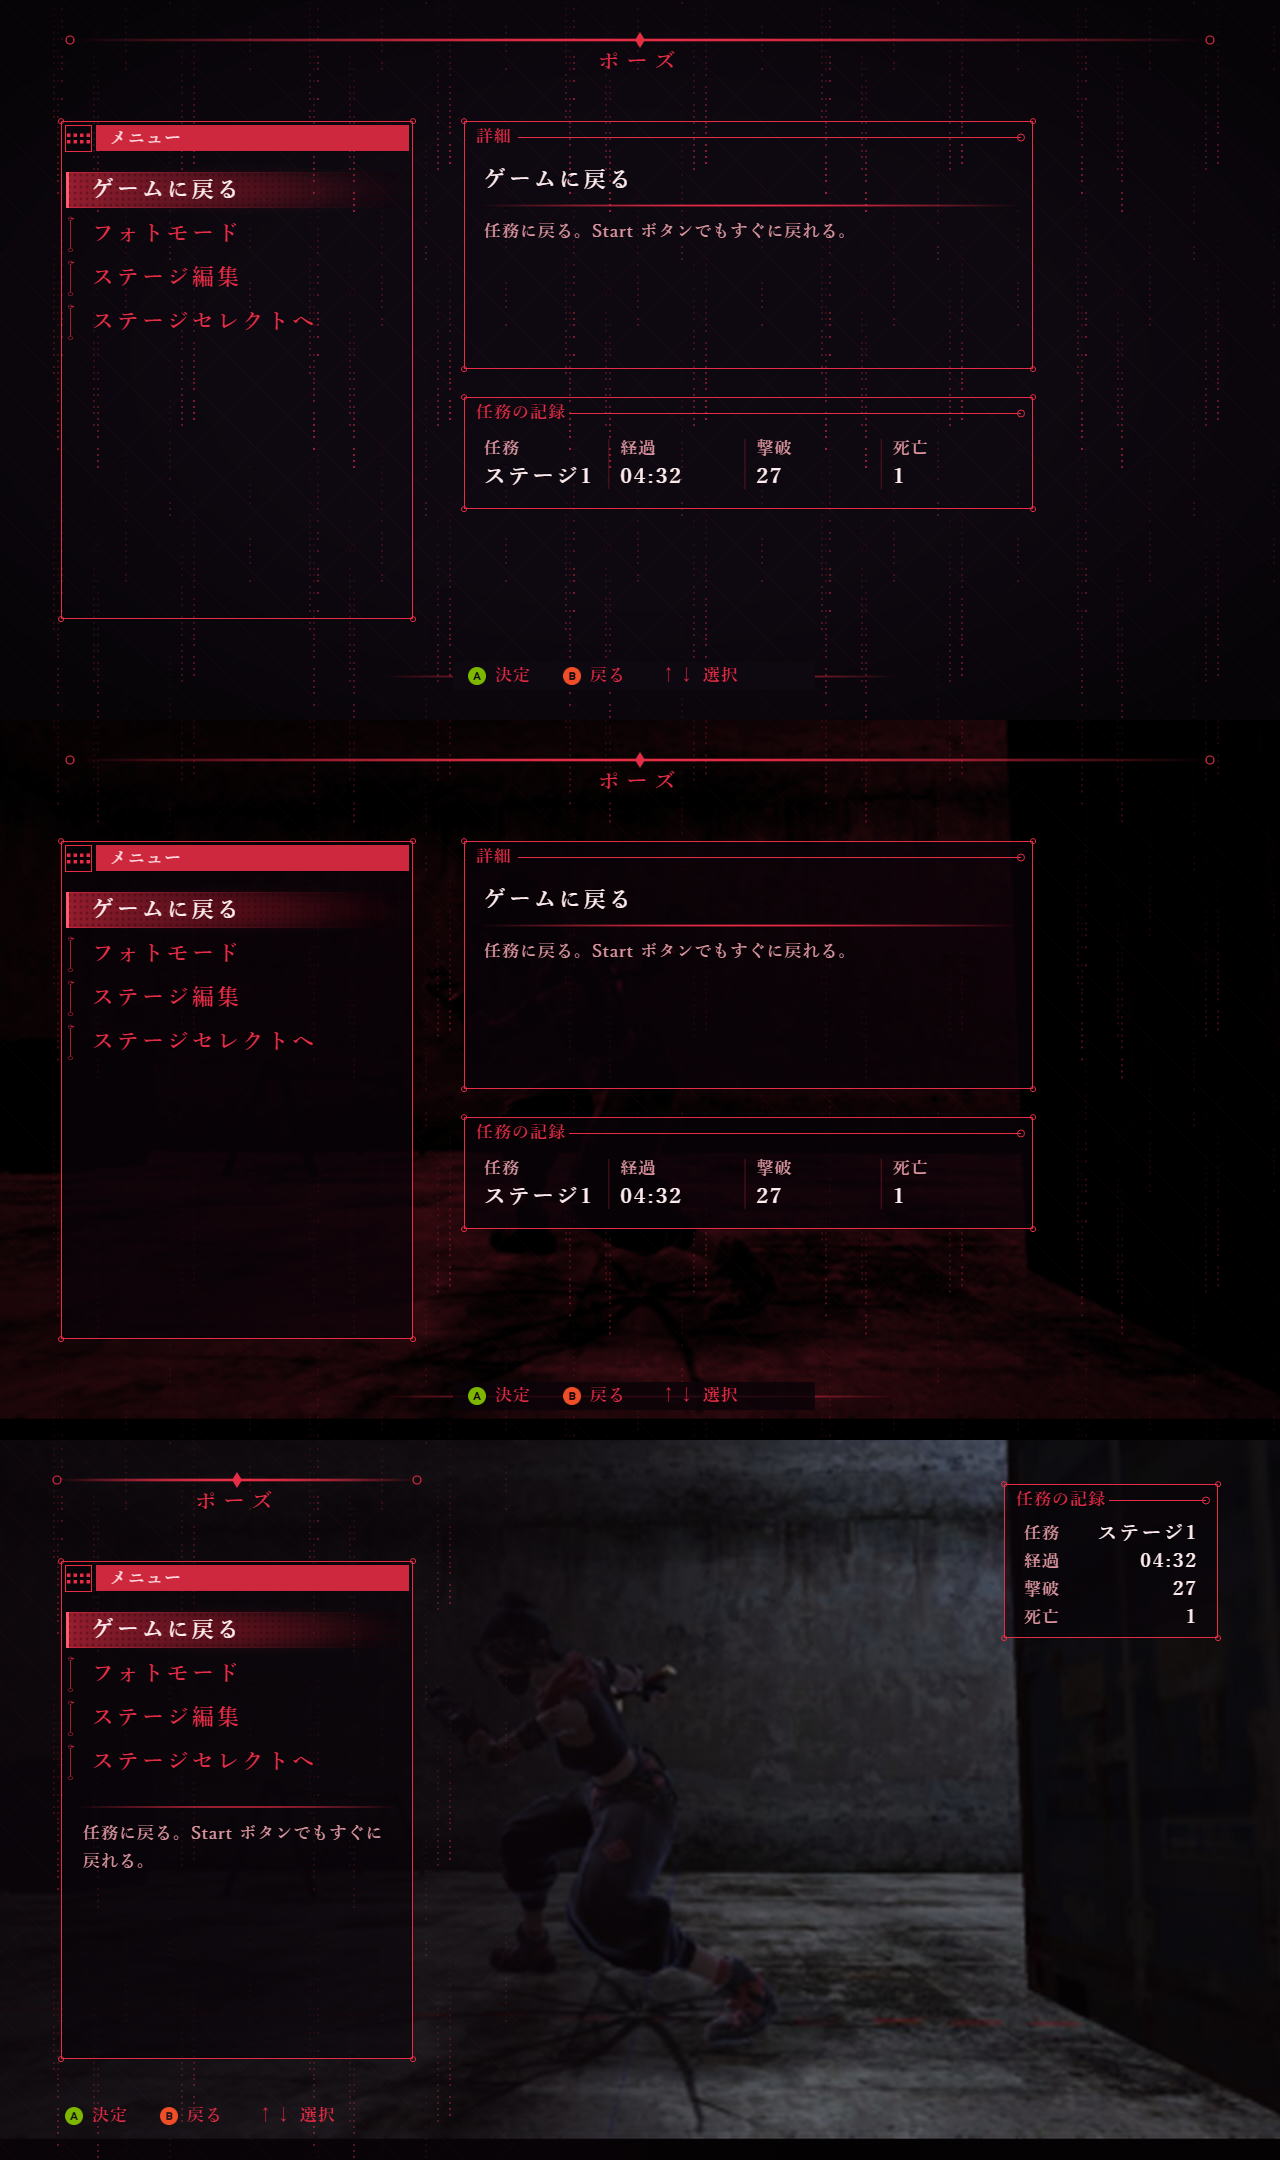 ポーズ
メニュー
ゲームに戻る
フォトモード
ステージ編集
ステージセレクトへ
詳細
ゲームに戻る
任務に戻る。Start ボタンでもすぐに戻れる。
任務の記録
任務 経過 撃破 死亡
ステージ1 04:32 27 1
A 決定 B 戻る ↑↓ 選択
ポーズ
メニュー
ゲームに戻る
フォトモード
ステージ編集
ステージセレクトへ
詳細
ゲームに戻る
任務に戻る。Start ボタンでもすぐに戻れる。
任務の記録
任務 経過 撃破 死亡
ステージ1 04:32 27 1
A 決定 B 戻る ↑↓ 選択
ポーズ
メニュー
ゲームに戻る
フォトモード
ステージ編集
ステージセレクトへ
任務に戻る。Start ボタンでもすぐに
戻れる。
任務の記録
任務 ステージ1
経過 04:32
撃破 27
死亡 1
A 決定 B 戻る ↑↓ 選択